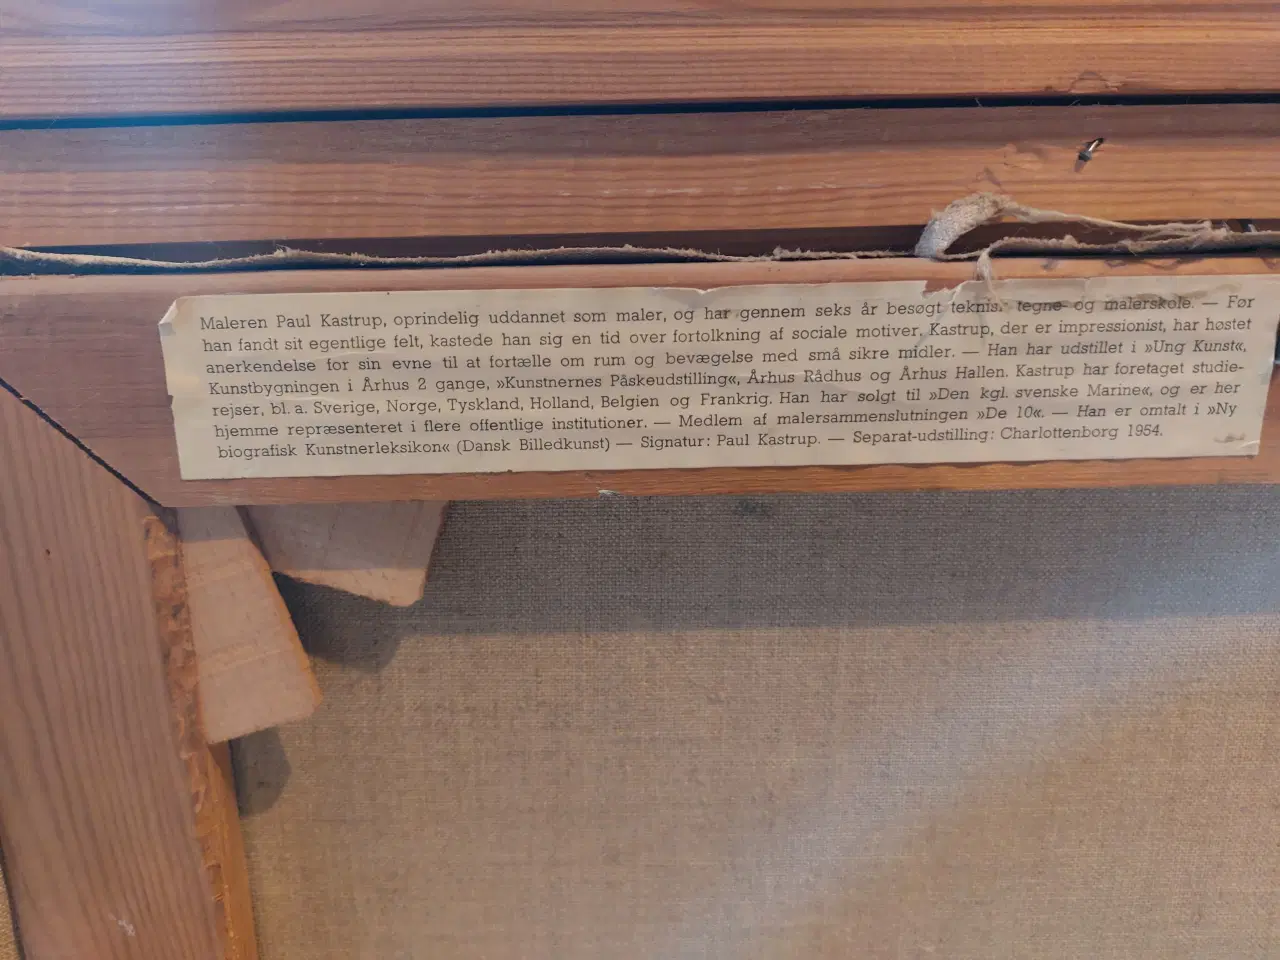 Maleren Paul Kastrup, oprindelig uddannet som maler, og har gennem seks år besøgt teknis. tegne- og malerskole. — Før
han fandt sit egentlige felt, kastede han sig en tid over fortolkning af sociale motiver. Kastrup, der er impressionist, har høstet
anerkendelse for sin evne til at fortælle om rum og bevægelse med små sikre midler. — Han har udstillet i »Ung Kunst«,
Kunstbygningen i Århus 2 gange, »Kunstnernes Påskeudstilling«, Århus Rådhus og Århus Hallen. Kastrup har foretaget studie-
rejser, bl. a. Sverige, Norge, Tyskland, Holland, Belgien og Frankrig. Han har solgt til »Den kgl. svenske Marine«, og er her
hjemme repræsenteret i flere offentlige institutioner. — Medlem af malersammenslutningen »De 10«. — Han er omtalt i »Ny
biografisk Kunstnerleksikon« (Dansk Billedkunst) — Signatur: Paul Kastrup. — Separat-udstilling: Charlottenborg 1954.